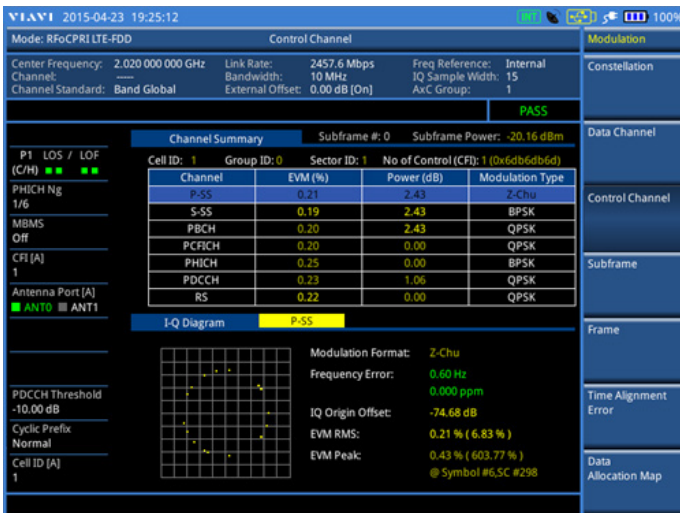 VIAVI 2015-04-23 19:25:12 [INT] 100%
Mode: RFoCPRI LTE-FDD Control Channel Modulation
Center Frequency: 2.020 000 000 GHz Link Rate: 2457.6 Mbps Freq Reference: Internal
Channel: ----- Bandwidth: 10 MHz IQ Sample Width: 15
Channel Standard: Band Global External Offset: 0.00 dB [On] AxC Group: 1
Constellation
PASS
Channel Summary Subframe #: 0 Subframe Power: -20.16 dBm
Data Channel
P1 LOS / LOF
(C/H)
Cell ID: 1 Group ID: 0 Sector ID: 1 No of Control (CFI): 1 (0x6db6db6d)
Channel EVM (%) Power (dB) Modulation Type
P-SS 0.21 2.43 Z-Chu
S-SS 0.19 2.43 BPSK
PBCH 0.20 2.43 QPSK
PCFICH 0.20 0.00 QPSK
PHICH 0.25 0.00 BPSK
PDCCH 0.23 1.06 QPSK
RS 0.22 0.00 QPSK
PHICH Ng
1/6
MBMS
Off
CFI [A]
1
Antenna Port [A]
ANT0 ANT1
Control Channel
Subframe
I-Q Diagram P-SS
Frame
Modulation Format: Z-Chu
Frequency Error: 0.60 Hz
0.000 ppm
IQ Origin Offset: -74.68 dB
EVM RMS: 0.21 % ( 6.83 % )
EVM Peak: 0.43 % ( 603.77 % )
@ Symbol #6,SC #298
PDCCH Threshold
-10.00 dB
Cyclic Prefix
Normal
Cell ID [A]
1
Time Alignment
Error
Data
Allocation Map